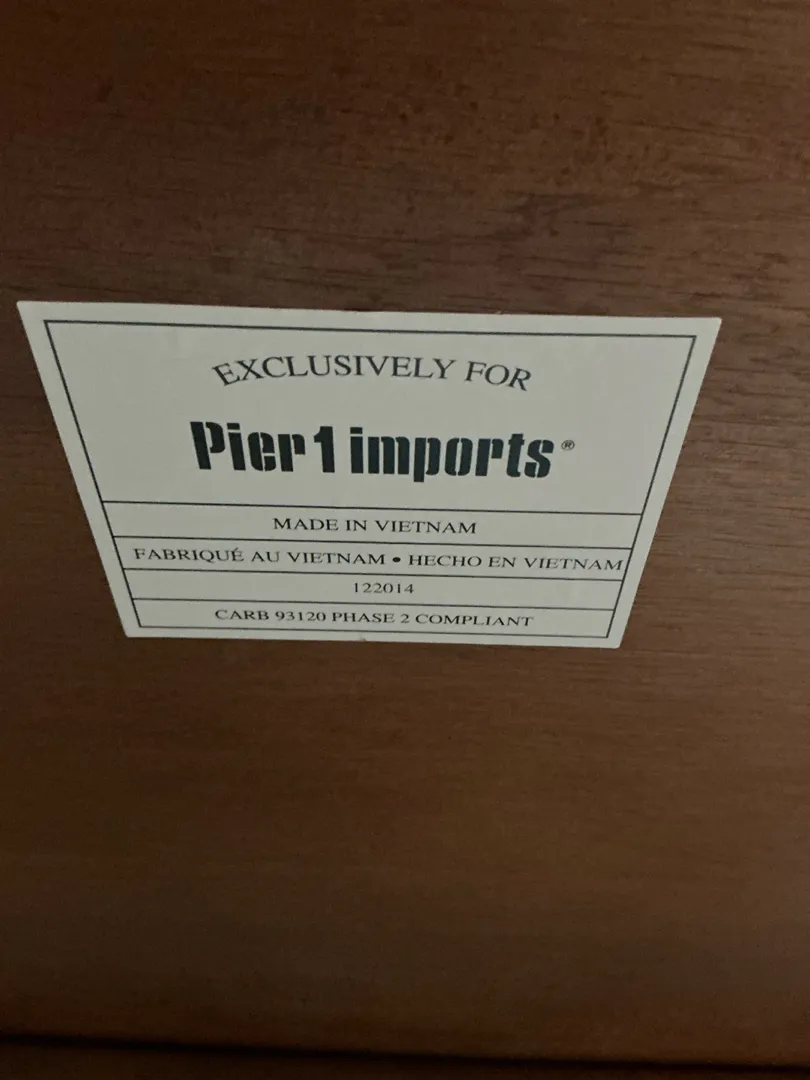 EXCLUSIVELY FOR
Pier 1 imports®
MADE IN VIETNAM
FABRIQUÉ AU VIETNAM • HECHO EN VIETNAM
122014
CARB 93120 PHASE 2 COMPLIANT